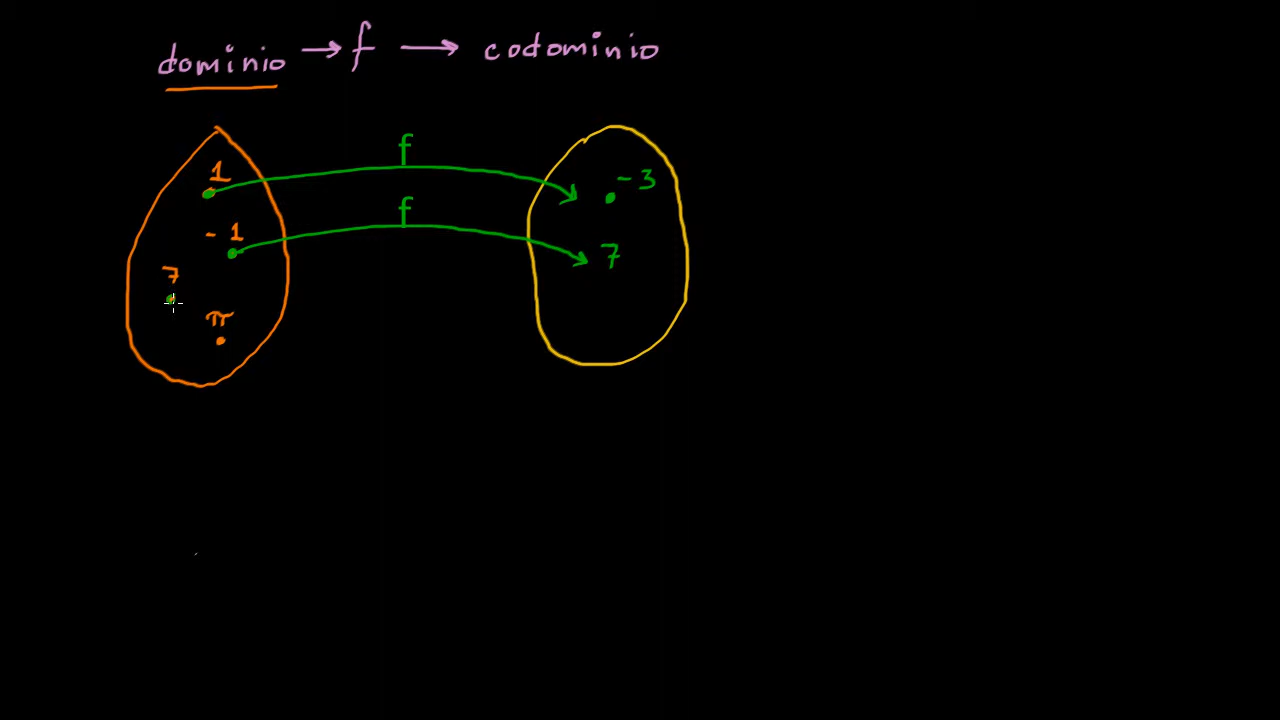 dominio → f → codominio
f
1
-3
f
-1
7
7
π